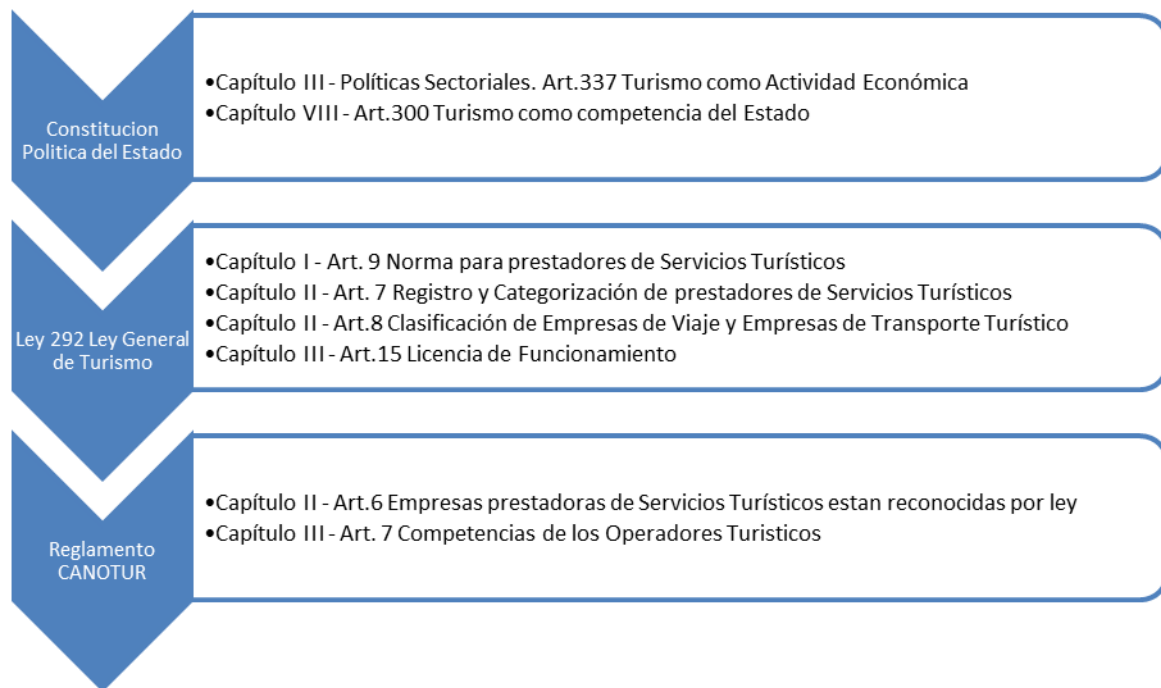 Constitucion
Politica del Estado
•Capítulo III - Políticas Sectoriales. Art.337 Turismo como Actividad Económica
•Capítulo VIII - Art.300 Turismo como competencia del Estado
Ley 292 Ley General
de Turismo
•Capítulo I - Art. 9 Norma para prestadores de Servicios Turísticos
•Capítulo II - Art. 7 Registro y Categorización de prestadores de Servicios Turísticos
•Capítulo II - Art.8 Clasificación de Empresas de Viaje y Empresas de Transporte Turístico
•Capítulo III - Art.15 Licencia de Funcionamiento
Reglamento
CANOTUR
•Capítulo II - Art.6 Empresas prestadoras de Servicios Turísticos estan reconocidas por ley
•Capítulo III - Art. 7 Competencias de los Operadores Turisticos